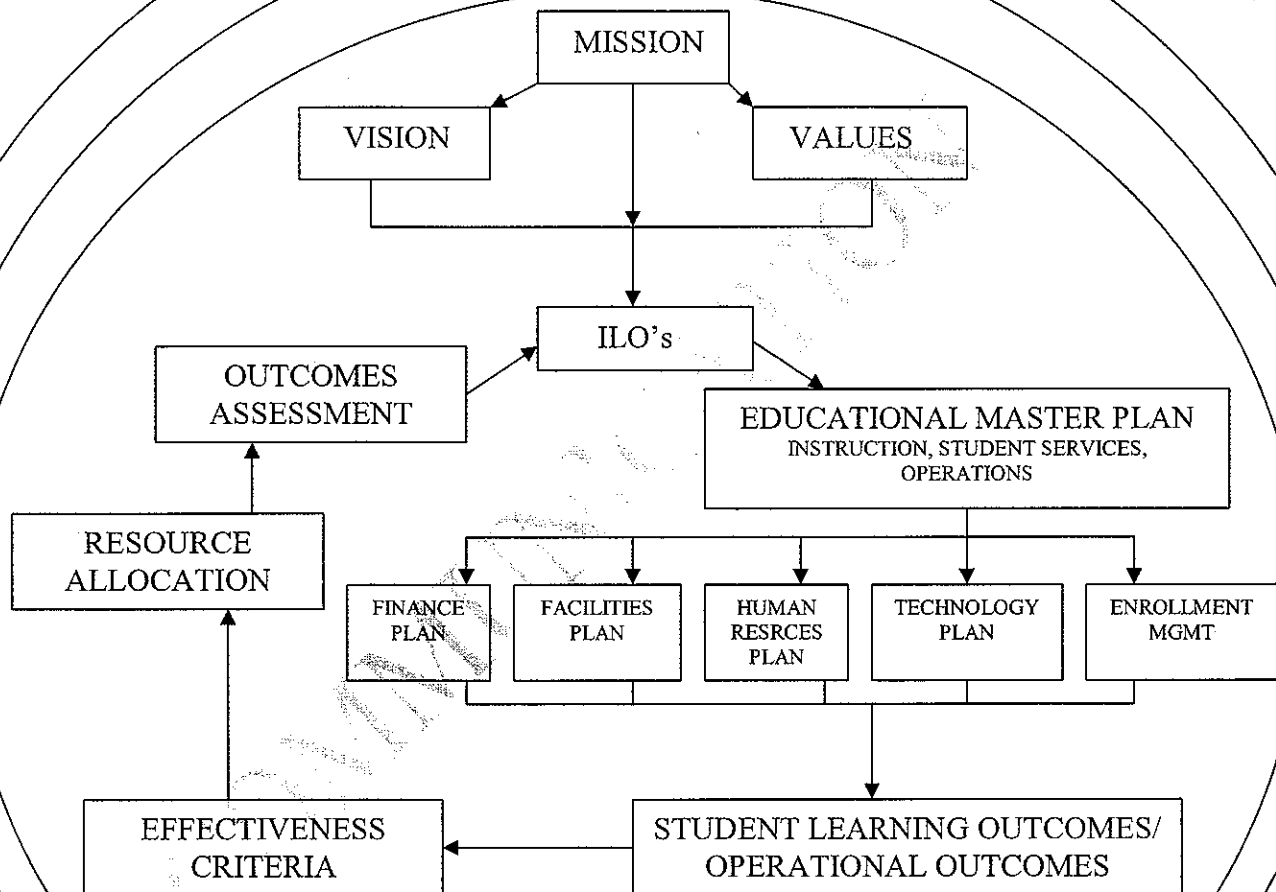 MISSION
VISION
VALUES
ILO's
OUTCOMES
ASSESSMENT
EDUCATIONAL MASTER PLAN
INSTRUCTION, STUDENT SERVICES,
OPERATIONS
RESOURCE
ALLOCATION
FINANCE
PLAN
FACILITIES
PLAN
HUMAN
RESRCES
PLAN
TECHNOLOGY
PLAN
ENROLLMENT
MGMT
EFFECTIVENESS
CRITERIA
STUDENT LEARNING OUTCOMES/
OPERATIONAL OUTCOMES